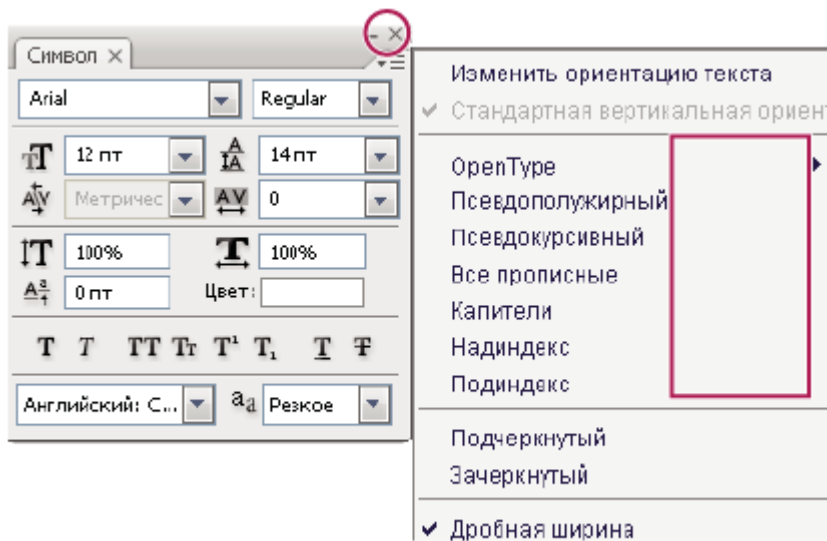 Символ
Arial Regular
12 пт 14 пт
Метричес 0
100% 100%
0 пт Цвет:
T T TT Tт T¹ T₁ T T
Английский: С... aa Резкое
Изменить ориентацию текста
Стандартная вертикальная ориент
OpenType
Псевдополужирный
Псевдокурсивный
Все прописные
Капители
Надиндекс
Подиндекс
Подчеркнутый
Зачеркнутый
Дробная ширина